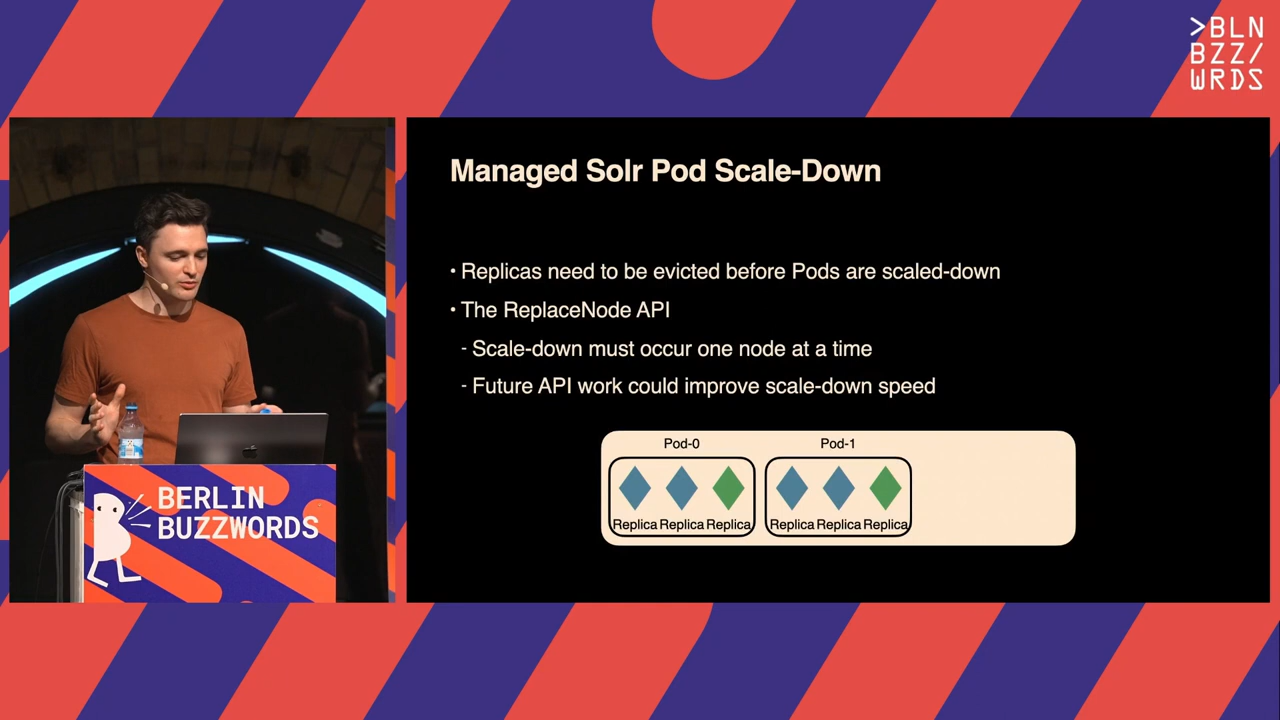 >BLN
BZZ/
WRDS
Managed Solr Pod Scale-Down
• Replicas need to be evicted before Pods are scaled-down
• The ReplaceNode API
- Scale-down must occur one node at a time
- Future API work could improve scale-down speed
Pod-0 Pod-1
Replica Replica Replica Replica Replica Replica
BERLIN
BUZZWORDS